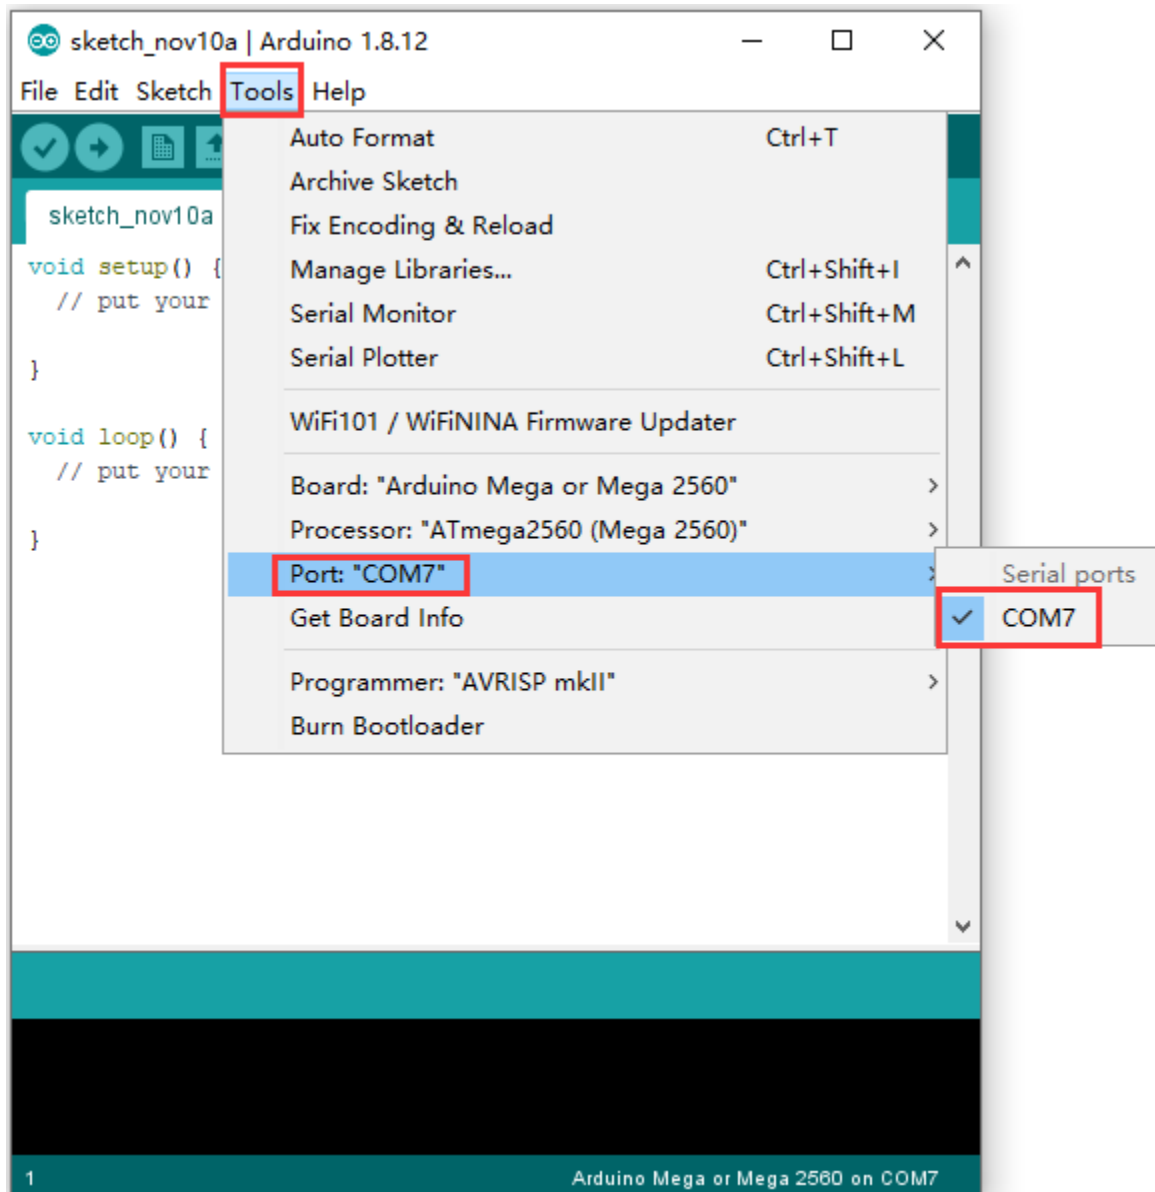 sketch_nov10a | Arduino 1.8.12
File Edit Sketch Tools Help
Auto Format Ctrl+T
Archive Sketch
Fix Encoding & Reload
Manage Libraries... Ctrl+Shift+I
Serial Monitor Ctrl+Shift+M
Serial Plotter Ctrl+Shift+L
WiFi101 / WiFiNINA Firmware Updater
Board: "Arduino Mega or Mega 2560"
Processor: "ATmega2560 (Mega 2560)"
Port: "COM7"
Get Board Info
Programmer: "AVRISP mkII"
Burn Bootloader
Serial ports
COM7
sketch_nov10a
void setup() {
// put your
}
void loop() {
// put your
}
1 Arduino Mega or Mega 2560 on COM7